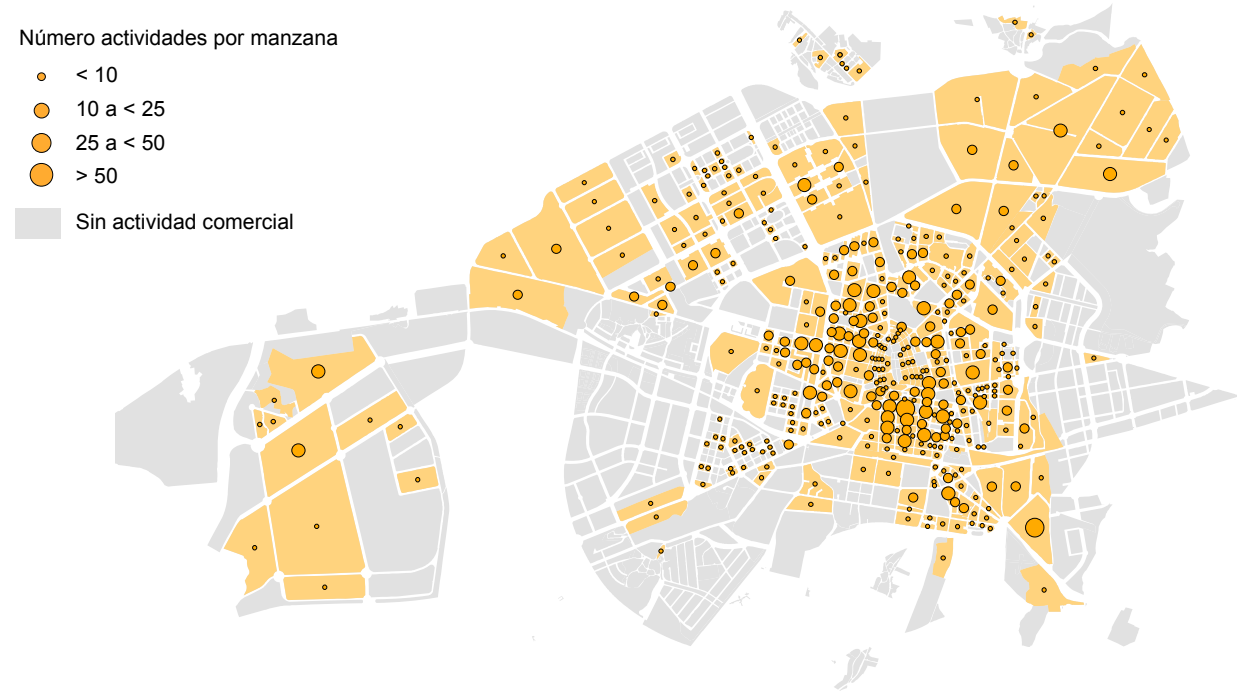 Número actividades por manzana
< 10
10 a < 25
25 a < 50
> 50
Sin actividad comercial